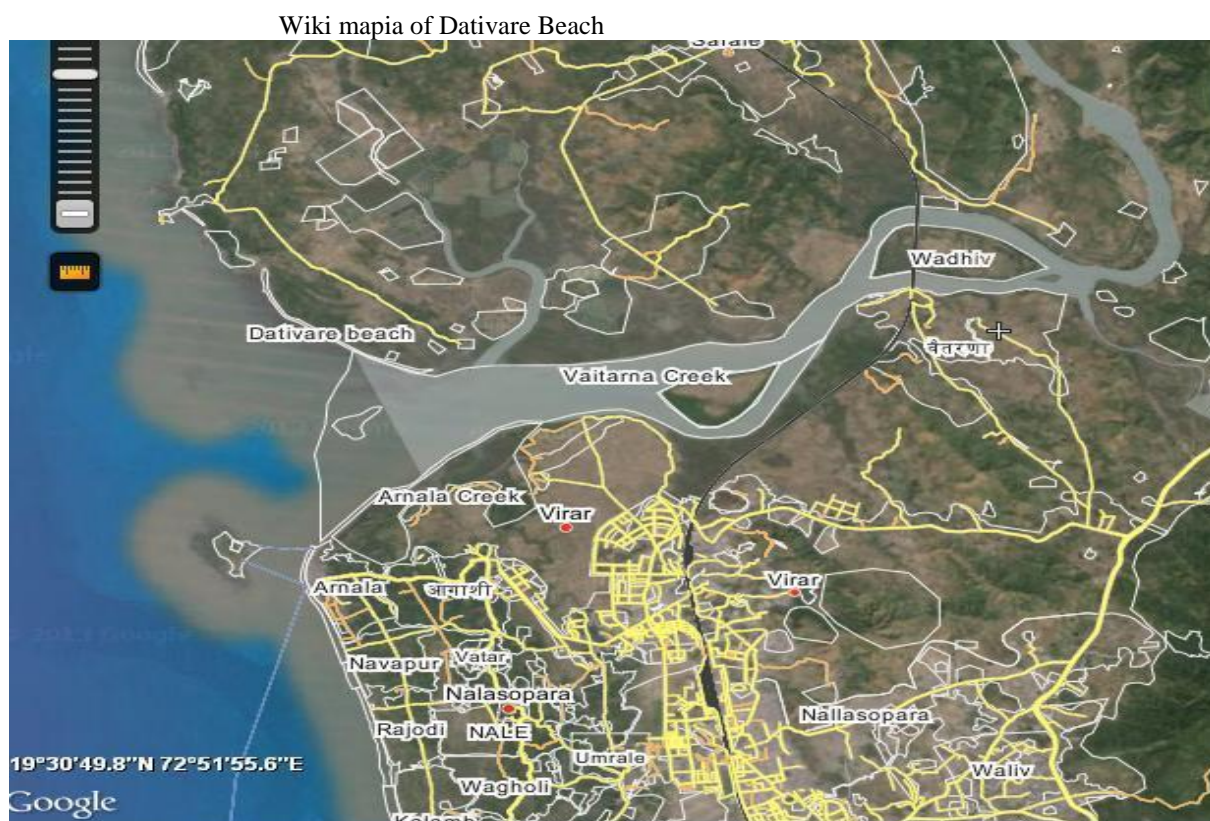 Wiki mapia of Dativare Beach
Safale
Wadhiv
Dativare beach
वैतरणा
Vaitarna Creek
Arnala Creek
Virar
Arnala
आगाशी
Virar
Navapur
Vatar
Nalasopara
Nallasopara
Rajodi
NALE
Umrale
19°30'49.8"N 72°51'55.6"E
Waliv
Wagholi
Google